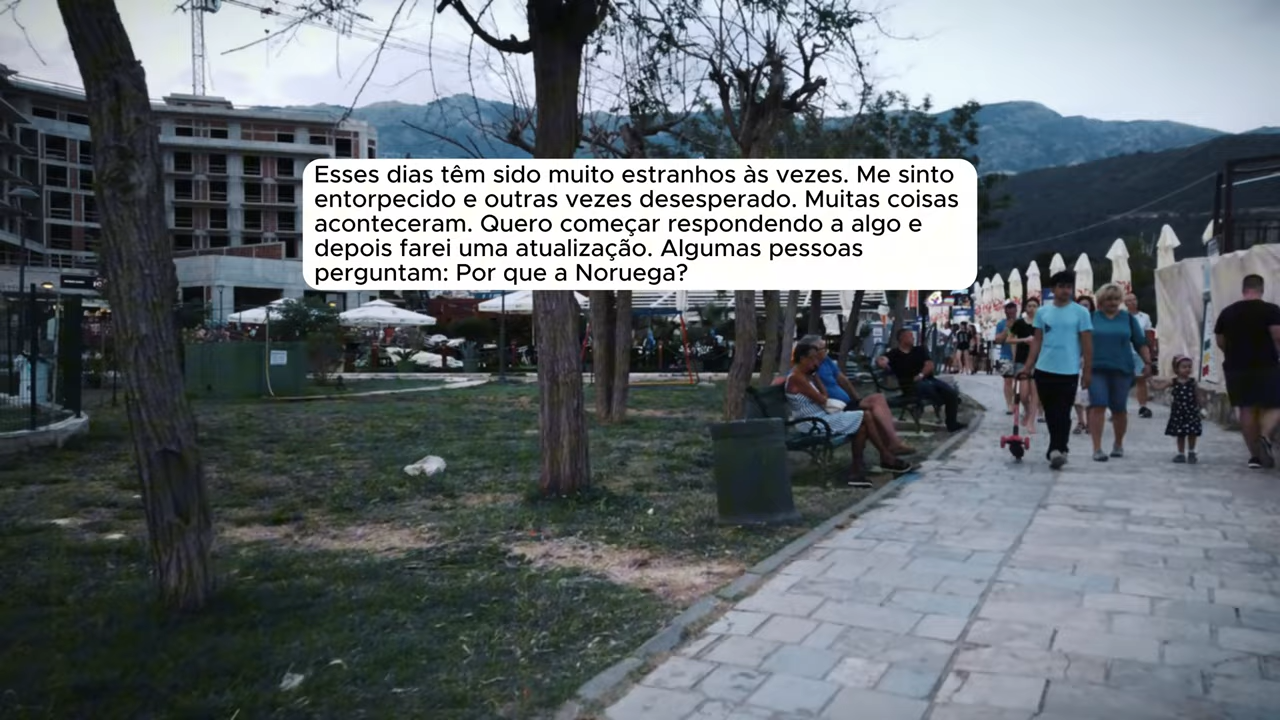 Esses dias têm sido muito estranhos às vezes. Me sinto
entorpecido e outras vezes desesperado. Muitas coisas
aconteceram. Quero começar respondendo a algo e
depois farei uma atualização. Algumas pessoas
perguntam: Por que a Noruega?